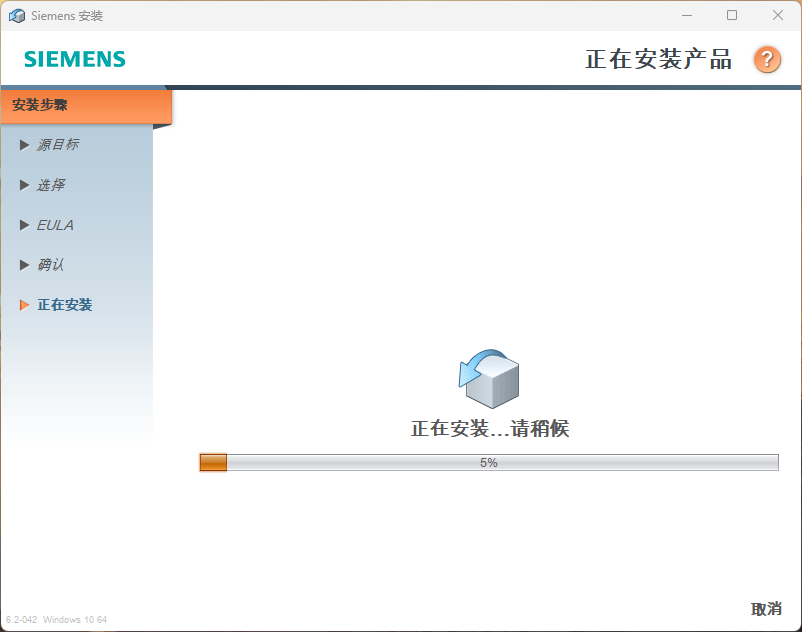 Siemens 安装
SIEMENS
正在安装产品
?
安装步骤
源目标
选择
EULA
确认
正在安装
正在安装...请稍候
5%
取消
6.2-042 Windows 10 64